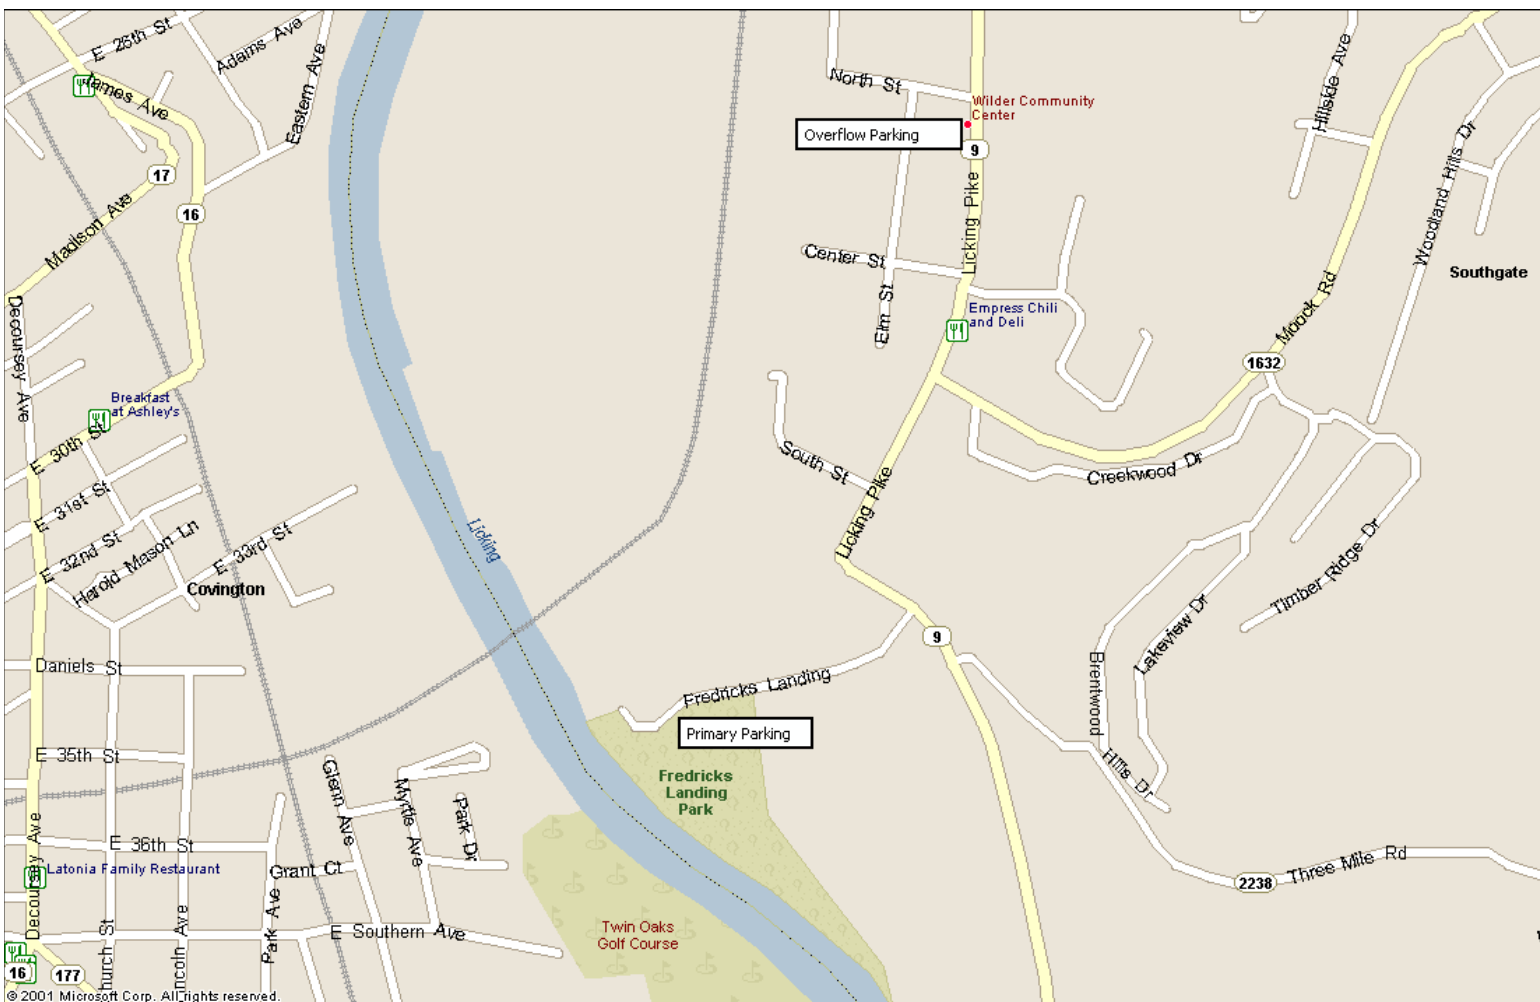 E 26th St
Adams Ave
Eastern Ave
James Ave
17
16
Madison Ave
Decoursey Ave
Breakfast
at Ashley's
E 30th St
E 31st St
E 32nd St
Harold Mason Ln
E 33rd St
Covington
Daniels St
E 35th St
Glenn Ave
Myrtle Ave
Park Dr
E 36th St
Grant Ct
Latonia Family Restaurant
Decoursey Ave
Park Ave
E Southern Ave
16
177
© 2001 Microsoft Corp. All rights reserved.
Licking
North St
Wilder Community
Center
Overflow Parking
9
Licking Pike
Center St
Elm St
Empress Chili
and Deli
South St
Licking Pike
9
Fredricks Landing
Primary Parking
Fredricks
Landing
Park
Twin Oaks
Golf Course
Hillside Ave
Woodland Hills Dr
Southgate
Moock Rd
1632
Creekwood Dr
Timber Ridge Dr
Lakeview Dr
Brentwood
Hills Dr
2238
Three Mile Rd